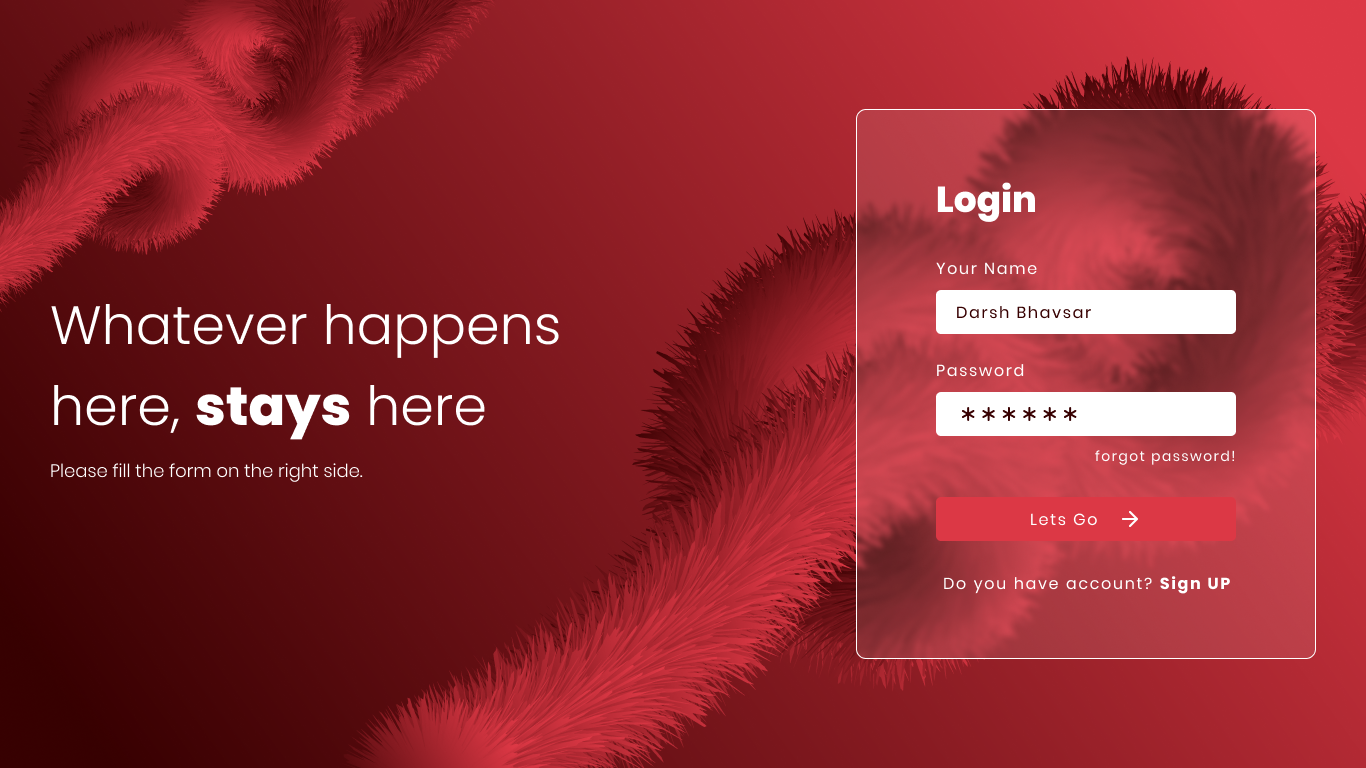 Whatever happens
here, stays here
Please fill the form on the right side.
Login
Your Name
Darsh Bhavsar
Password
******
forgot password!
Lets Go →
Do you have account? Sign UP